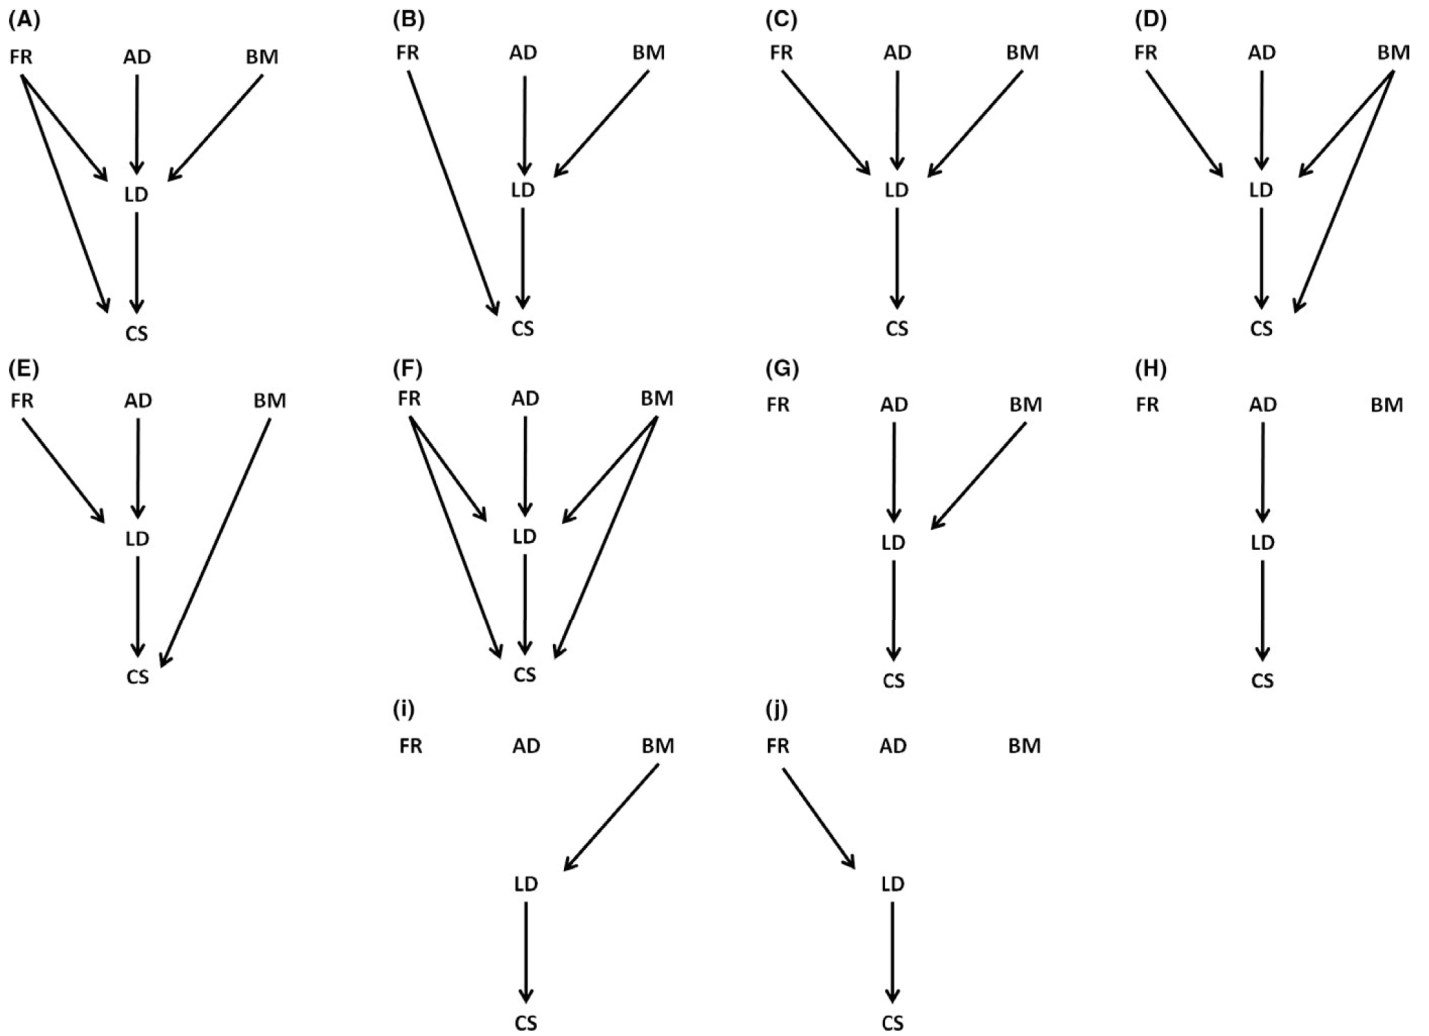 (A) (B) (C) (D)
FR AD BM FR AD BM FR AD BM FR AD BM
LD LD LD LD
CS CS CS CS
(E) (F) (G) (H)
FR AD BM FR AD BM FR AD BM FR AD BM
LD LD LD LD
CS CS CS CS
(i) (j)
FR AD BM FR AD BM
LD LD
CS CS